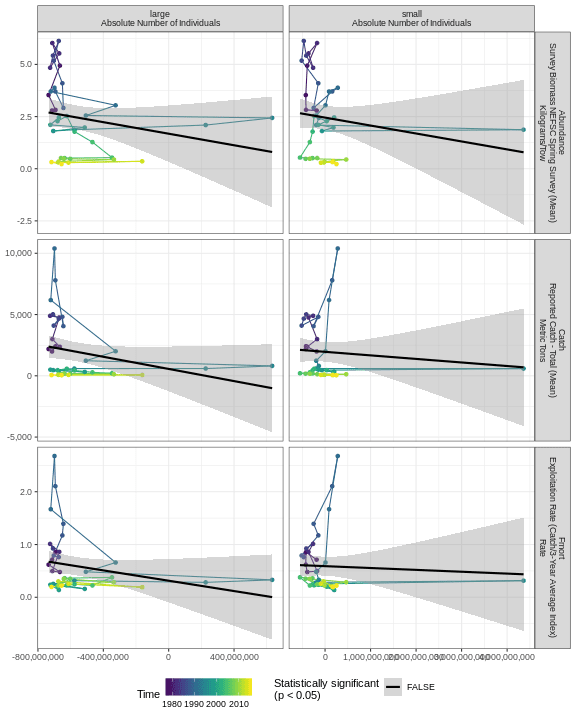 large
Absolute Number of Individuals
small
Absolute Number of Individuals
5.0
2.5
0.0
-2.5
Abundance
Survey Biomass NEFSC Spring Survey (Mean)
Kilograms/Tow
10,000
5,000
0
-5,000
Catch
Reported Catch - Total (Mean)
Metric Tons
2.0
1.0
0.0
Fmort
Exploitation Rate (Catch/3-Year Average Index)
Rate
-800,000,000
-400,000,000
0
400,000,000
0
1,000,000,000
2,000,000,000
3,000,000,000
4,000,000,000
Time
1980 1990 2000 2010
Statistically significant
(p < 0.05)
FALSE